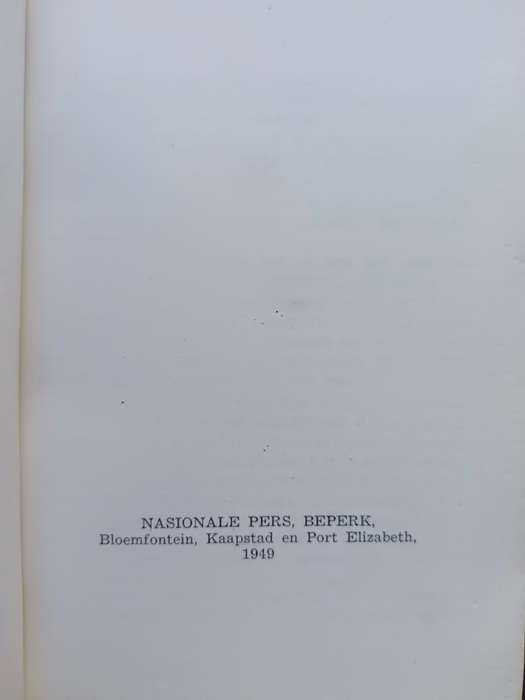 NASIONALE PERS, BEPERK,
Bloemfontein, Kaapstad en Port Elizabeth,
1949